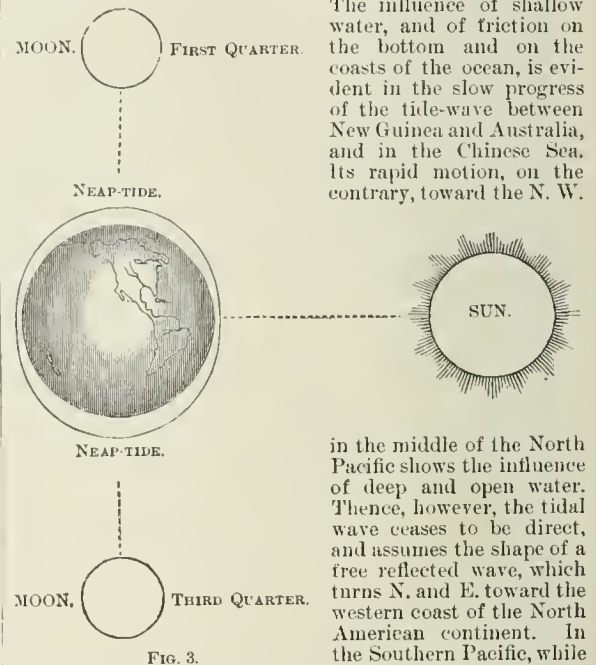 The influence of shallow
water, and of friction on
the bottom and on the
coasts of the ocean, is evi-
dent in the slow progress
of the tide-wave between
New Guinea and Australia,
and in the Chinese Sea.
Its rapid motion, on the
contrary, toward the N. W.
MOON. FIRST QUARTER.
NEAP-TIDE.
SUN.
NEAP-TIDE.
MOON. THIRD QUARTER.
FIG. 3.
in the middle of the North
Pacific shows the influence
of deep and open water.
Thence, however, the tidal
wave ceases to be direct,
and assumes the shape of a
free reflected wave, which
turns N. and E. toward the
western coast of the North
American continent. In
the Southern Pacific, while